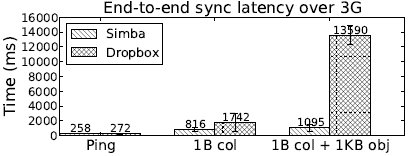 End-to-end sync latency over 3G
Time (ms)
16000
14000
12000
10000
8000
6000
4000
2000
0
Simba
Dropbox
258
272
816
1742
1095
13590
Ping
1B col
1B col + 1KB obj